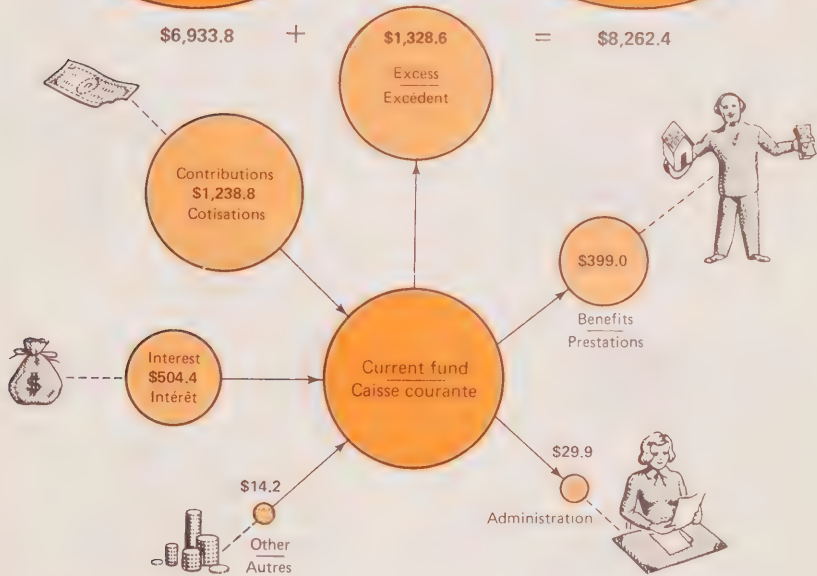 $6,933.8 + $1,328.6 = $8,262.4
Excess
Excédent
Contributions
$1,238.8
Cotisations
$399.0
Benefits
Prestations
Interest
$504.4
Intérêt
$
Current fund
Caisse courante
$14.2
Other
Autres
$29.9
Administration